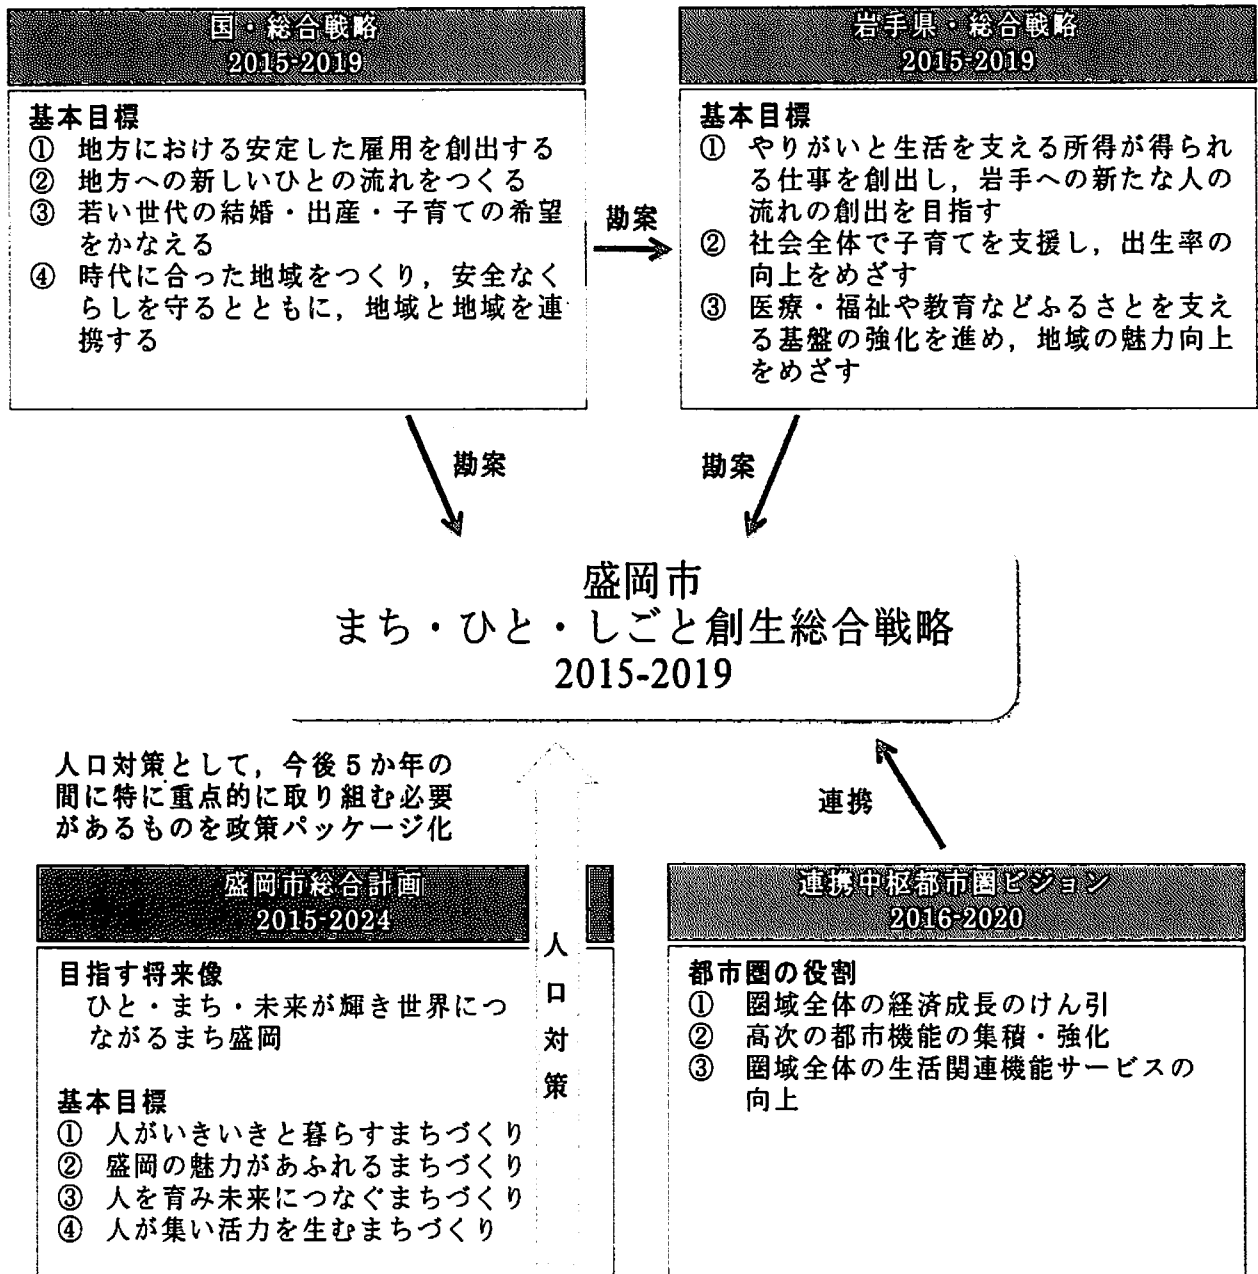 国・総合戦略
2015-2019
基本目標
① 地方における安定した雇用を創出する
② 地方への新しいひとの流れをつくる
③ 若い世代の結婚・出産・子育ての希望
をかなえる
④ 時代に合った地域をつくり，安全なく
らしを守るとともに，地域と地域を連
携する
勘案
岩手県・総合戦略
2015-2019
基本目標
① やりがいと生活を支える所得が得られ
る仕事を創出し，岩手への新たな人の
流れの創出を目指す
② 社会全体で子育てを支援し，出生率の
向上をめざす
③ 医療・福祉や教育などふるさとを支え
る基盤の強化を進め，地域の魅力向上
をめざす
勘案
勘案
盛岡市
まち・ひと・しごと創生総合戦略
2015-2019
人口対策として，今後５か年の
間に特に重点的に取り組む必要
があるものを政策パッケージ化
連携
盛岡市総合計画
2015-2024
目指す将来像
ひと・まち・未来が輝き世界につ
ながるまち盛岡
基本目標
① 人がいきいきと暮らすまちづくり
② 盛岡の魅力があふれるまちづくり
③ 人を育み未来につなぐまちづくり
④ 人が集い活力を生むまちづくり
人口対策
連携中枢都市圏ビジョン
2016-2020
都市圏の役割
① 圏域全体の経済成長のけん引
② 高次の都市機能の集積・強化
③ 圏域全体の生活関連機能サービスの
向上